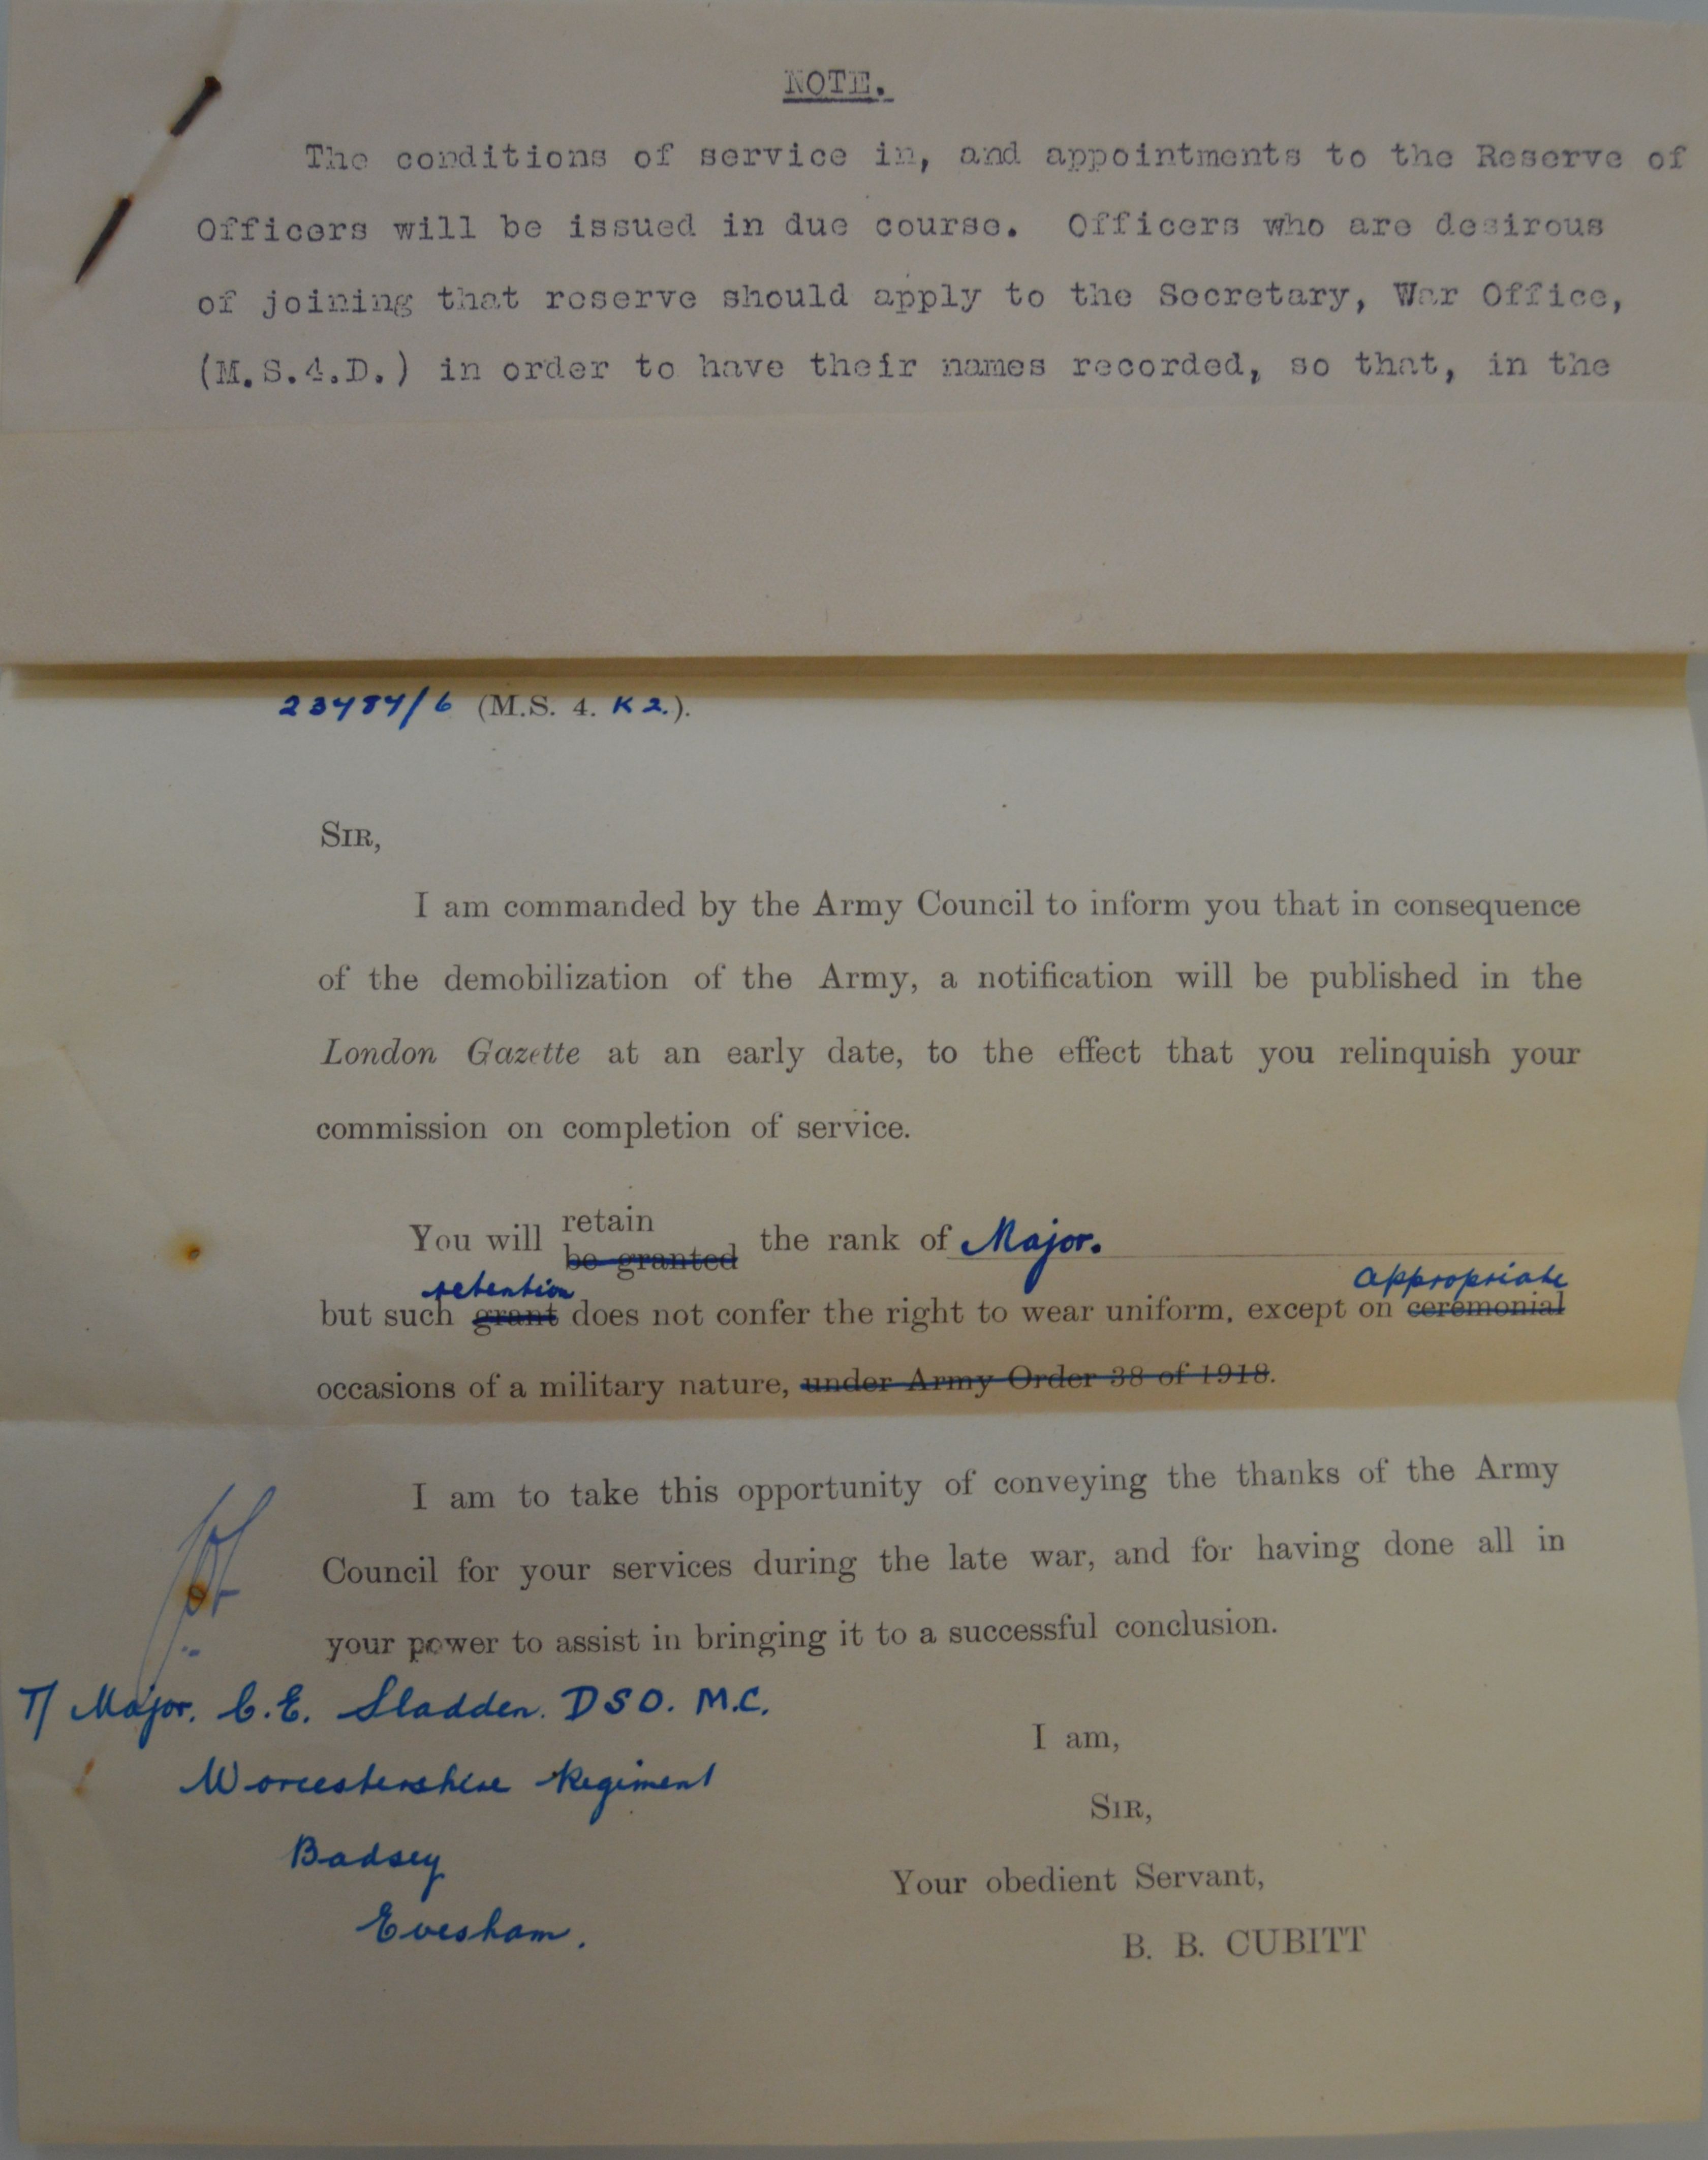 NOTE.
The conditions of service in, and appointments to the Reserve of
Officers will be issued in due course. Officers who are desirous
of joining that reserve should apply to the Secretary, War Office,
(M.S.4.D.) in order to have their names recorded, so that, in the
23484/6 (M.S. 4. K2.).
SIR,
I am commanded by the Army Council to inform you that in consequence
of the demobilization of the Army, a notification will be published in the
London Gazette at an early date, to the effect that you relinquish your
commission on completion of service.
retain
You will be granted the rank of Major.
retention appropriate
but such grant does not confer the right to wear uniform, except on ceremonial
occasions of a military nature, under Army Order 38 of 1918.
I am to take this opportunity of conveying the thanks of the Army
Council for your services during the late war, and for having done all in
your power to assist in bringing it to a successful conclusion.
T/ Major. C.E. Sladden. DSO. M.C.
Worcestershire Regiment
Badsey
Evesham.
I am,
SIR,
Your obedient Servant,
B. B. CUBITT